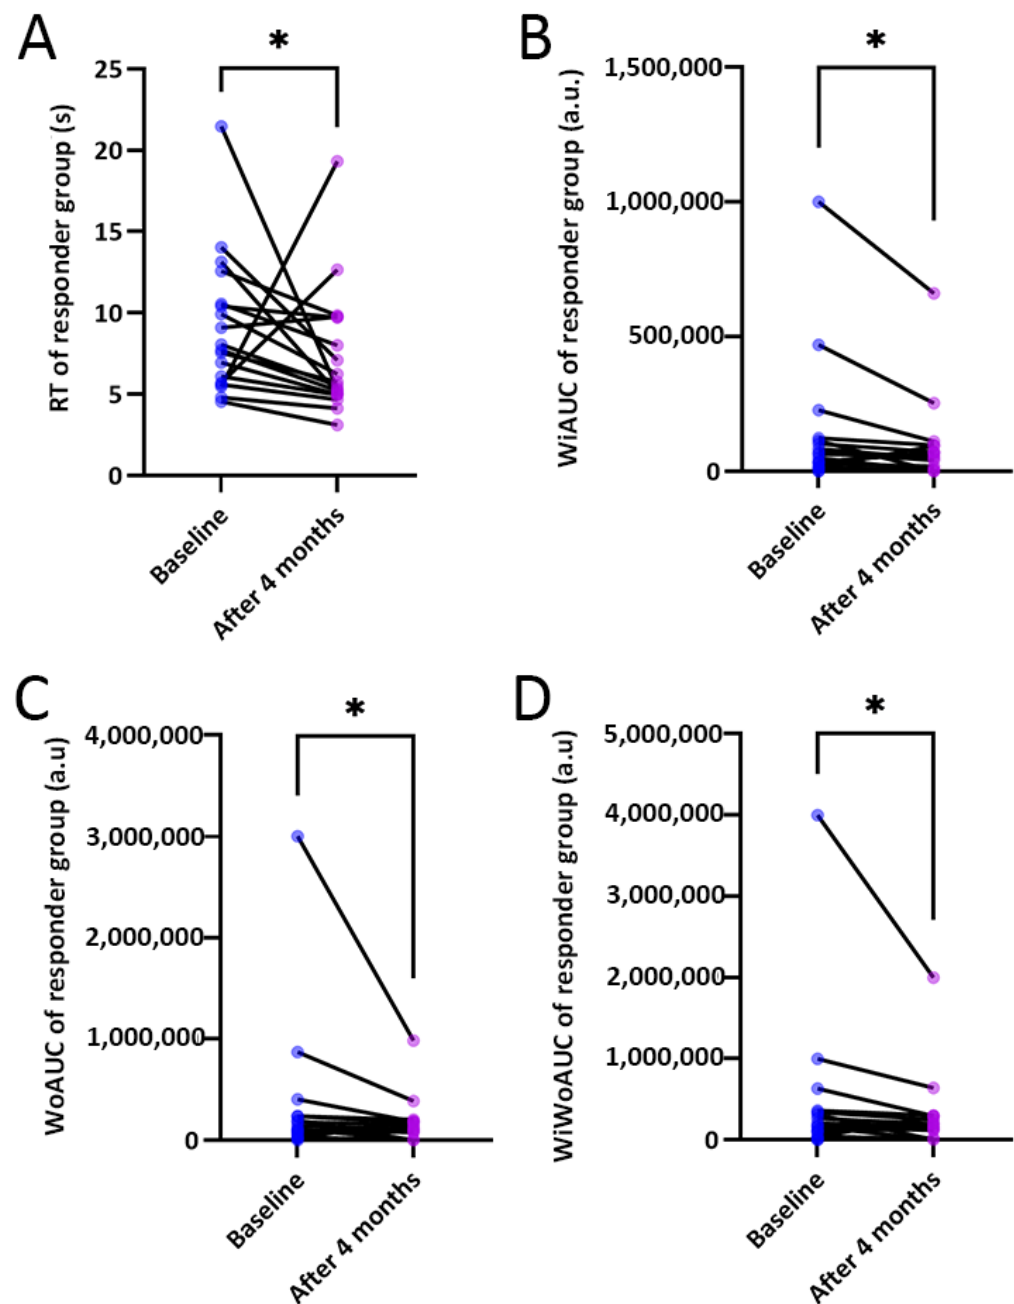 A
*
RT of responder group (s)
25
20
15
10
5
0
Baseline
After 4 months
B
*
WiAUC of responder group (a.u.)
1,500,000
1,000,000
500,000
0
Baseline
After 4 months
C
*
WoAUC of responder group (a.u)
4,000,000
3,000,000
2,000,000
1,000,000
0
Baseline
After 4 months
D
*
WiWoAUC of responder group (a.u)
5,000,000
4,000,000
3,000,000
2,000,000
1,000,000
0
Baseline
After 4 months